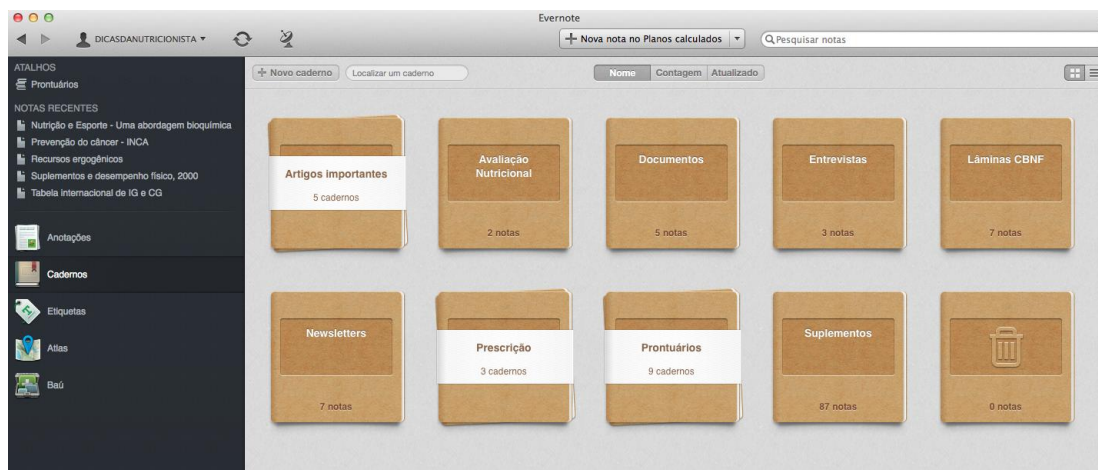 Evernote
DICASDANUTRICIONISTA
Nova nota no Planos calculados
Pesquisar notas
ATALHOS
Prontuários
NOTAS RECENTES
Nutrição e Esporte - Uma abordagem bioquímica
Prevenção do câncer - INCA
Recursos ergogênicos
Suplementos e desempenho físico, 2000
Tabela internacional de IG e CG
Anotações
Cadernos
Etiquetas
Atlas
Baú
+ Novo caderno
Localizar um caderno
Nome
Contagem
Atualizado
Artigos importantes
5 cadernos
Avaliação
Nutricional
2 notas
Documentos
5 notas
Entrevistas
3 notas
Lâminas CBNF
7 notas
Newsletters
7 notas
Prescrição
3 cadernos
Prontuários
9 cadernos
Suplementos
87 notas
0 notas